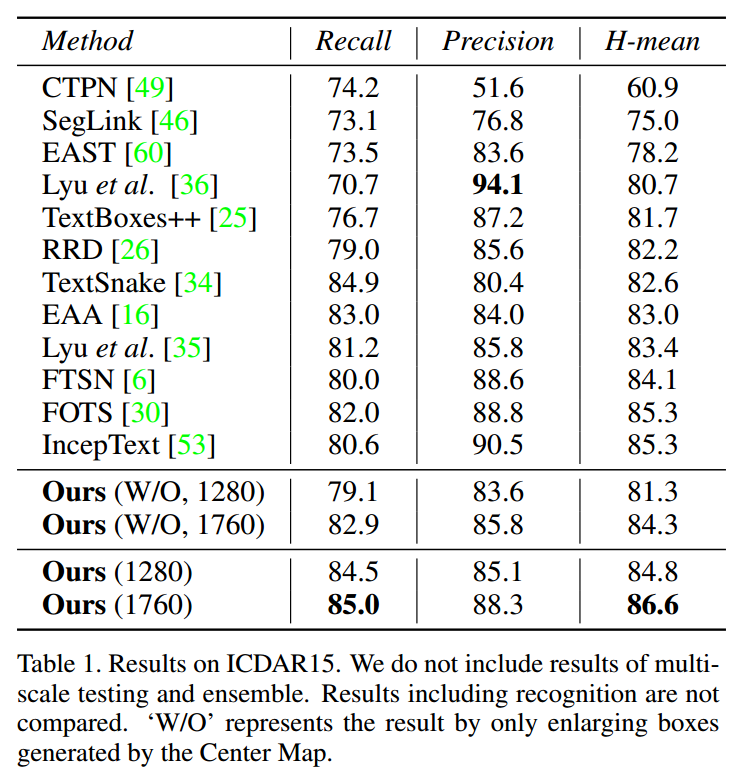 Method Recall Precision H-mean
CTPN [49] 74.2 51.6 60.9
SegLink [46] 73.1 76.8 75.0
EAST [60] 73.5 83.6 78.2
Lyu et al. [36] 70.7 94.1 80.7
TextBoxes++ [25] 76.7 87.2 81.7
RRD [26] 79.0 85.6 82.2
TextSnake [34] 84.9 80.4 82.6
EAA [16] 83.0 84.0 83.0
Lyu et al. [35] 81.2 85.8 83.4
FTSN [6] 80.0 88.6 84.1
FOTS [30] 82.0 88.8 85.3
IncepText [53] 80.6 90.5 85.3
Ours (W/O, 1280) 79.1 83.6 81.3
Ours (W/O, 1760) 82.9 85.8 84.3
Ours (1280) 84.5 85.1 84.8
Ours (1760) 85.0 88.3 86.6
Table 1. Results on ICDAR15. We do not include results of multi-
scale testing and ensemble. Results including recognition are not
compared. ‘W/O’ represents the result by only enlarging boxes
generated by the Center Map.